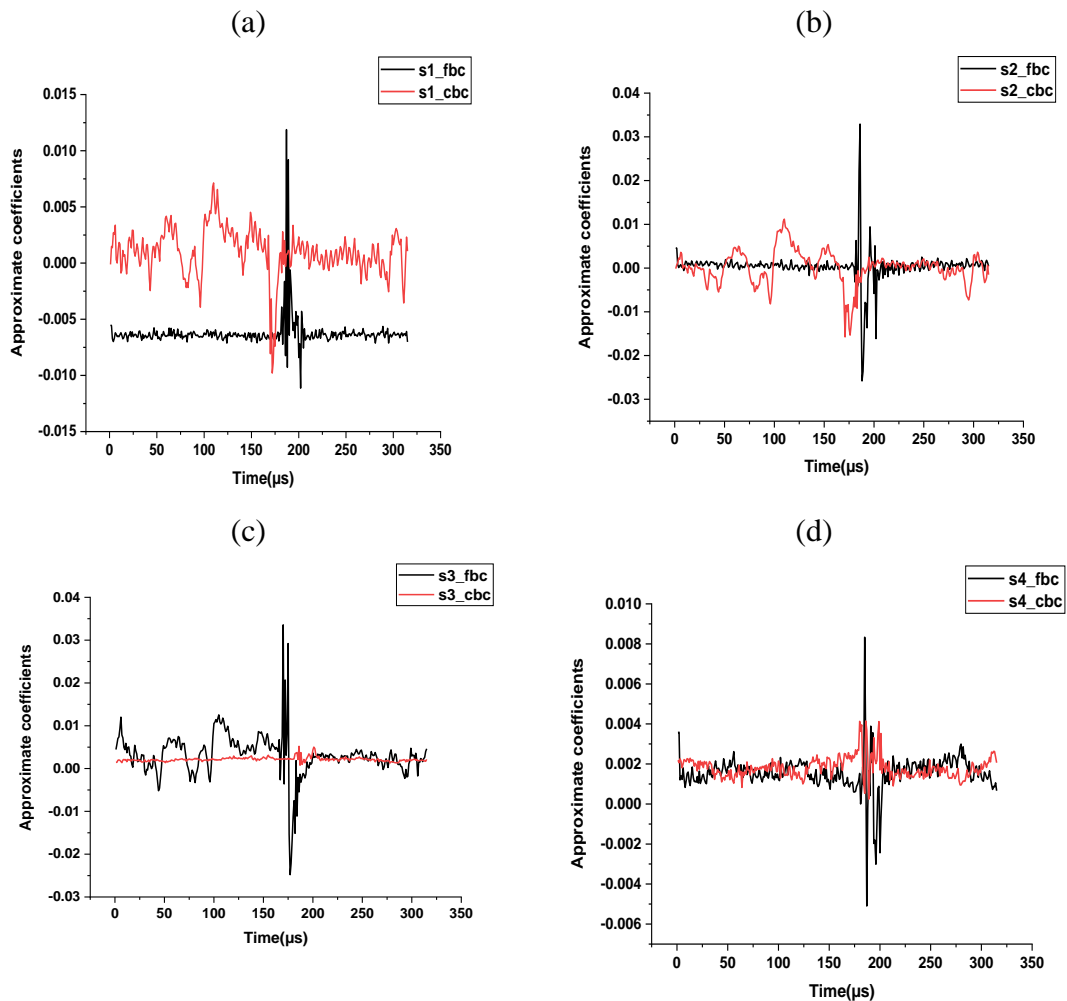 (a)
s1_fbc
s1_cbc
0.015
0.010
0.005
0.000
-0.005
-0.010
-0.015
Approximate coefficients
0 50 100 150 200 250 300 350
Time(µs)
(b)
s2_fbc
s2_cbc
0.04
0.03
0.02
0.01
0.00
-0.01
-0.02
-0.03
Approximate coefficients
0 50 100 150 200 250 300 350
Time(µs)
(c)
s3_fbc
s3_cbc
0.04
0.03
0.02
0.01
0.00
-0.01
-0.02
-0.03
Approximate coefficients
0 50 100 150 200 250 300 350
Time(µs)
(d)
s4_fbc
s4_cbc
0.010
0.008
0.006
0.004
0.002
0.000
-0.002
-0.004
-0.006
Approximate coefficients
0 50 100 150 200 250 300 350
Time(µs)